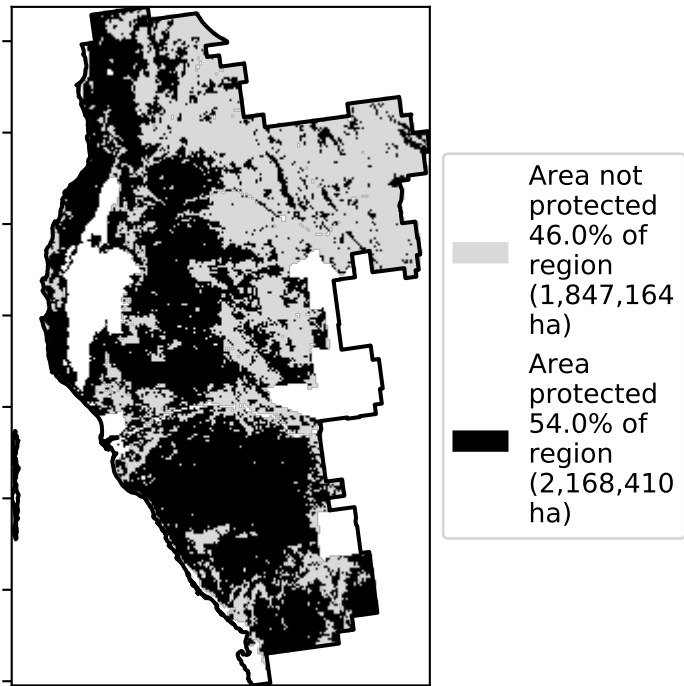 Area not
protected
46.0% of
region
(1,847,164
ha)
Area
protected
54.0% of
region
(2,168,410
ha)